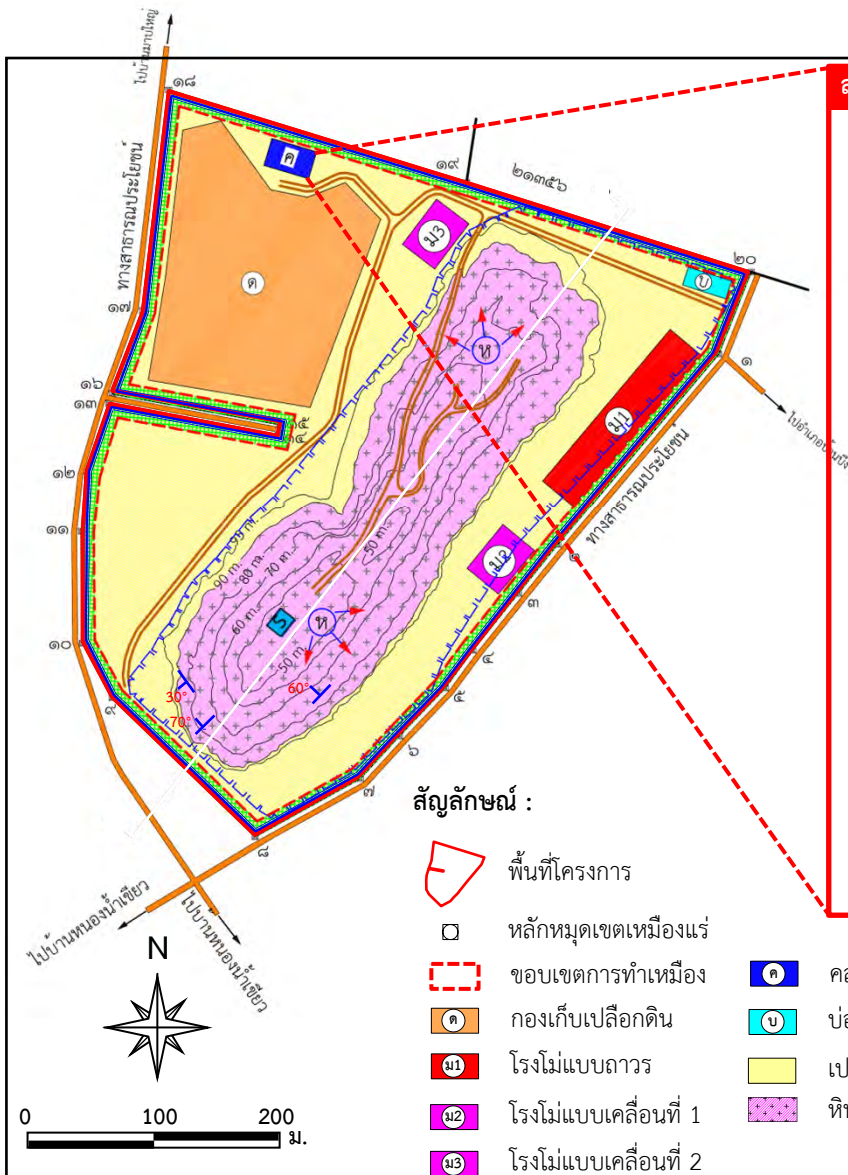 ไปบ้านมาบใหญ่
๑๘
ส
ค
๑๙
๒๑๓๕๖
ทางสาธารณประโยชน์
ม3
๒๐
บ
ด
๑๗
ห
๑
๑๖
๑๓
๑๕
๑๔
ม1
ไปอำเภอบ้านบึง
ทางสาธารณประโยชน์
๑๒
๑๑
99 m.
90 m.
80 m.
70 m.
50 m.
ม2
๒
๓
60 m.
S
ห
๑๐
50 m.
๔
30°
60°
๕
๙
70°
๖
๗
๘
สัญลักษณ์ :
พื้นที่โครงการ
หลักหมุดเขตเหมืองแร่
ขอบเขตการทำเหมือง
ค
ด กองเก็บเปลือกดิน
บ
ม1 โรงโม่แบบถาวร
ม2 โรงโม่แบบเคลื่อนที่ 1
ม3 โรงโม่แบบเคลื่อนที่ 2
ไปบ้านหนองน้ำเขียว
ไปบ้านหนองน้ำเขียว
N
0 100 200
ม.